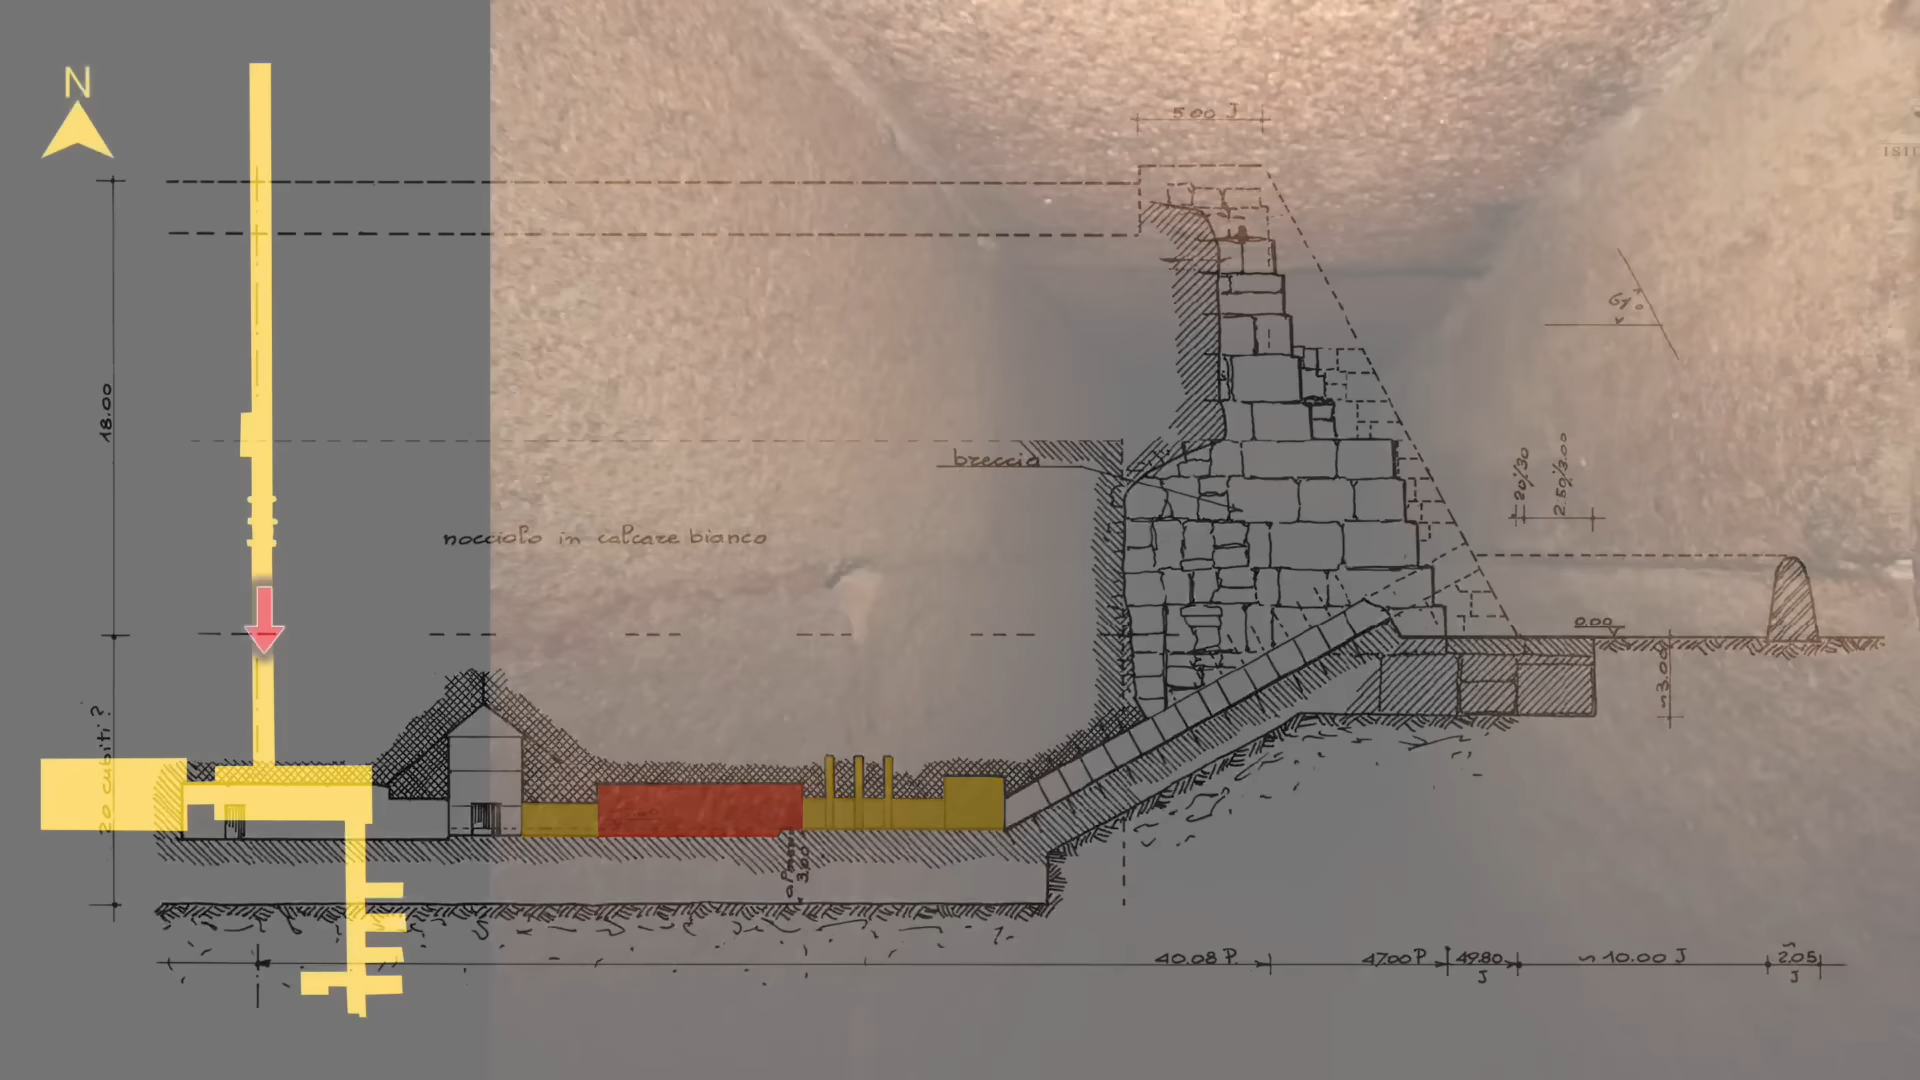 N
5.00 J
ISIT
61°
18.00
breccia
20/30
2.50/3.00
nocciolo in calcare bianco
0.00
~3.00
20 cubiti?
3.00
40.08 P.
47.00 P
49.80 J
~ 10.00 J
2.05 J